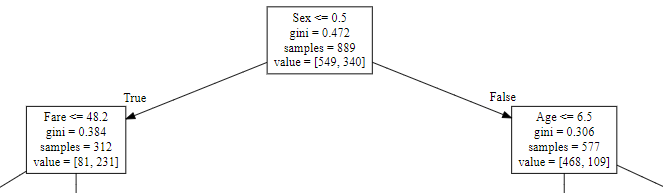 Sex <= 0.5
gini = 0.472
samples = 889
value = [549, 340]
True
False
Fare <= 48.2
gini = 0.384
samples = 312
value = [81, 231]
Age <= 6.5
gini = 0.306
samples = 577
value = [468, 109]